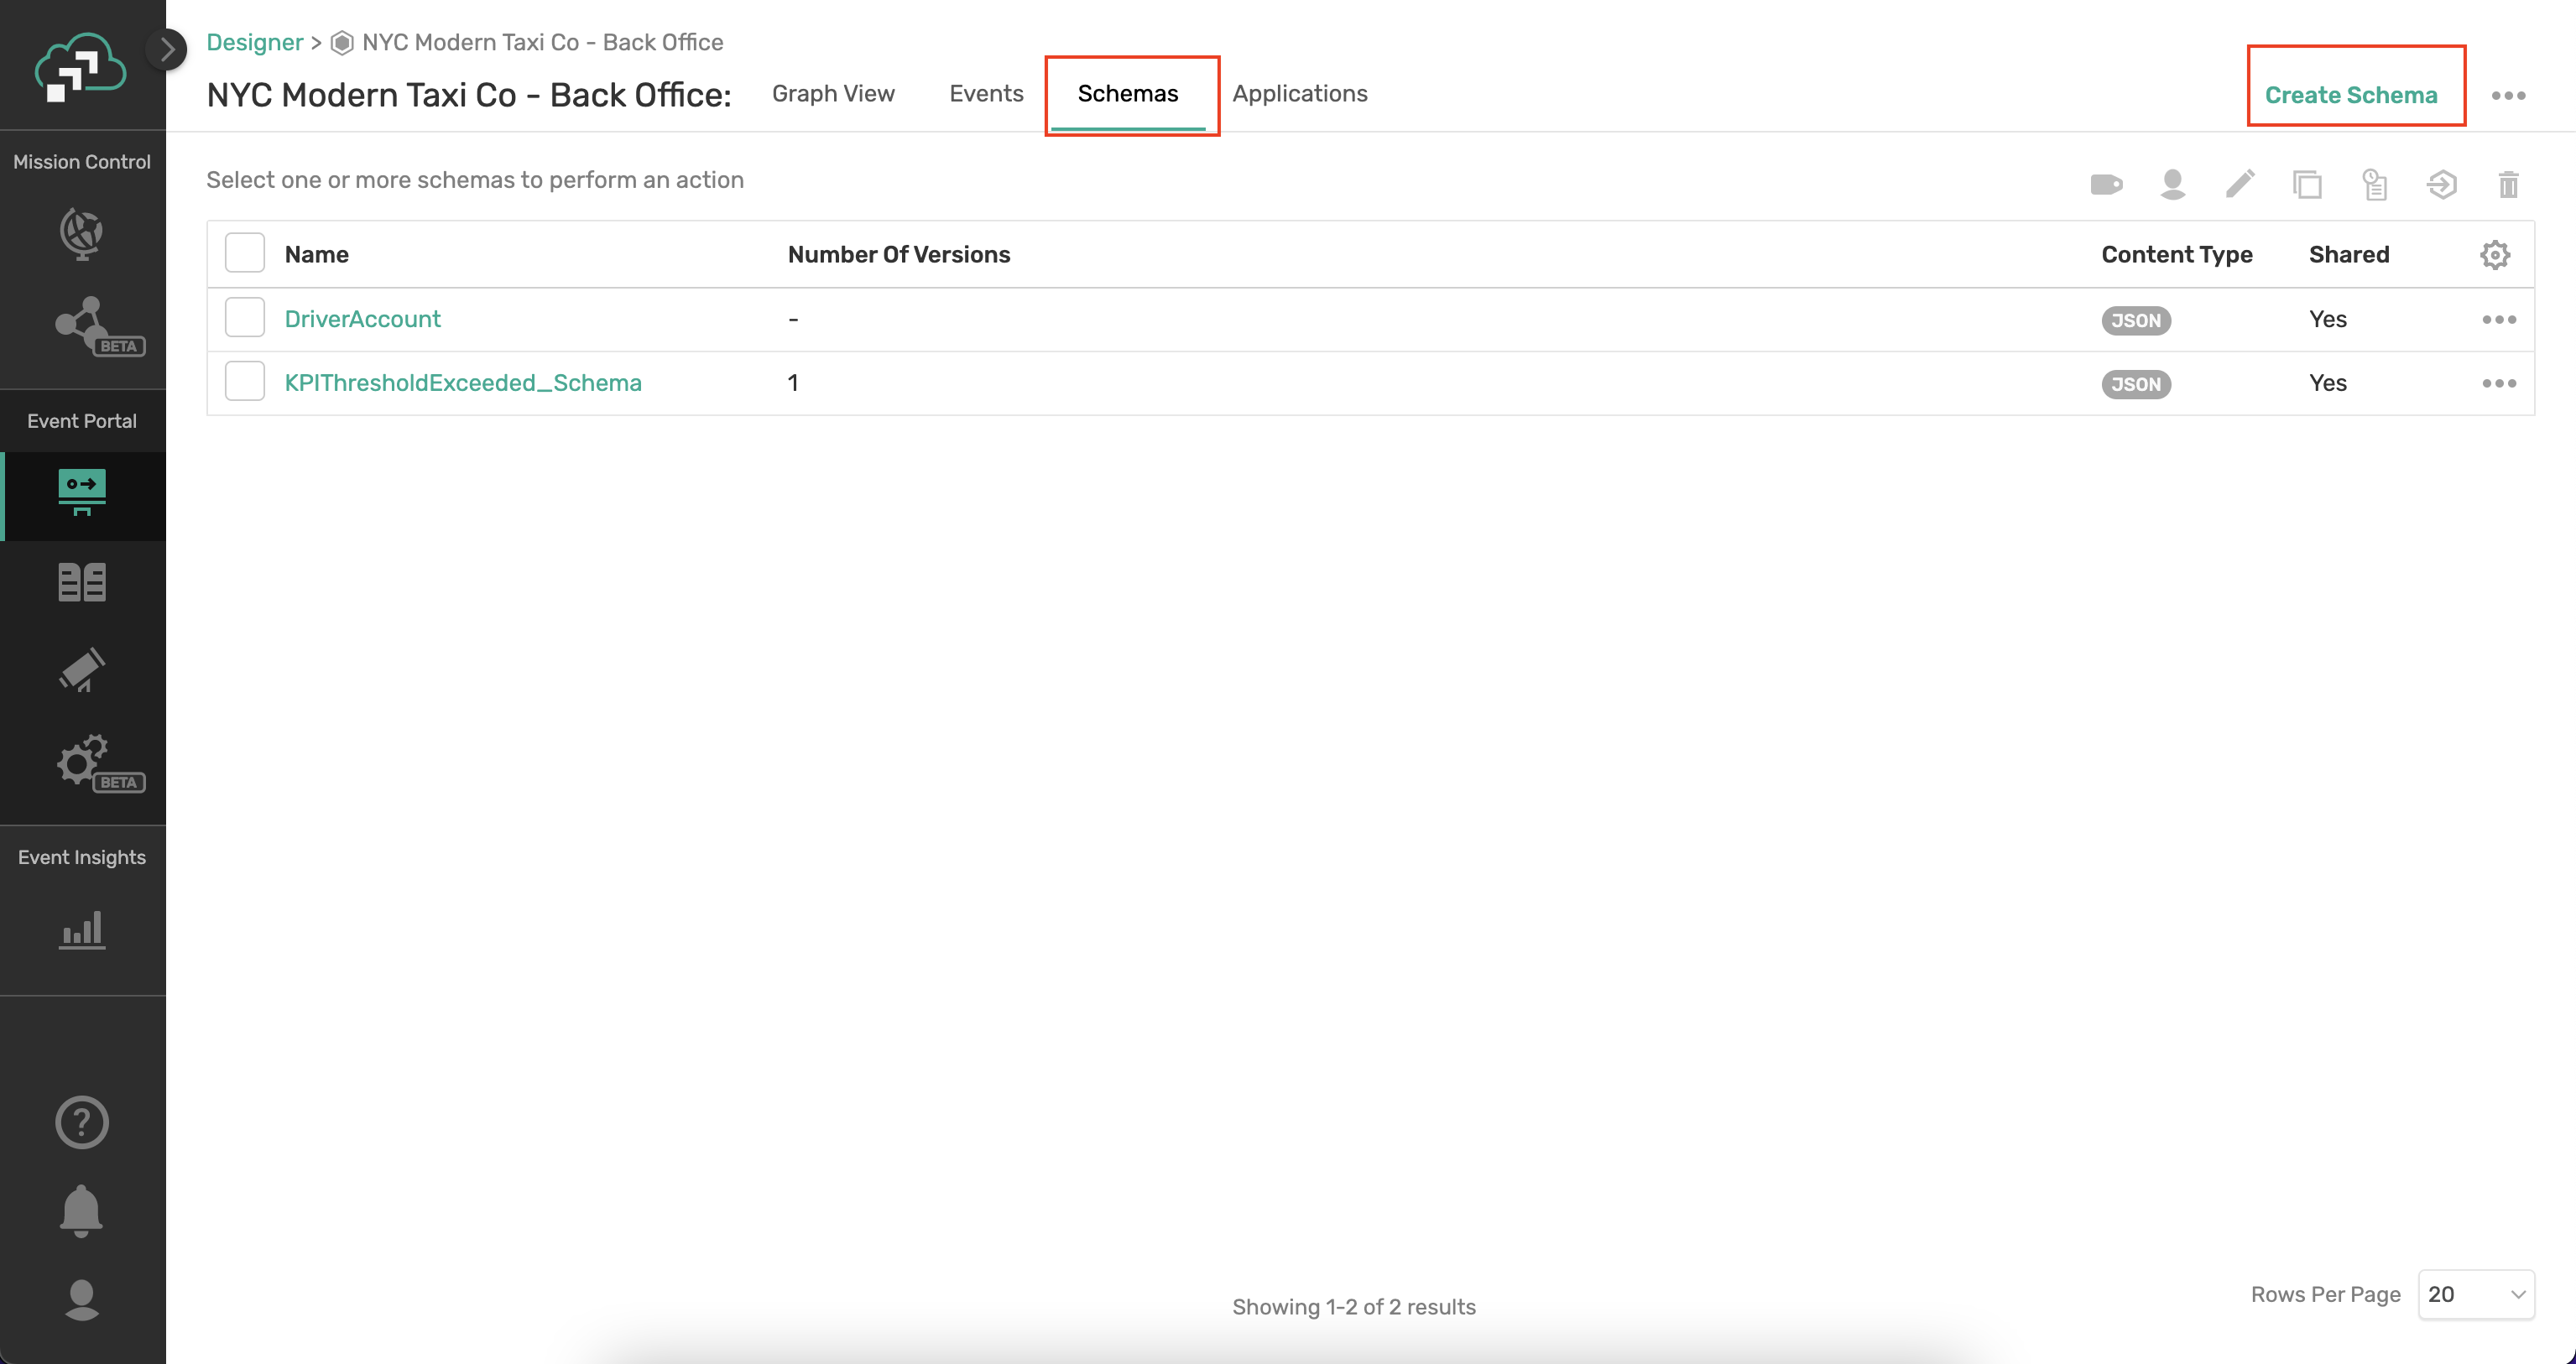 Designer > NYC Modern Taxi Co - Back Office
NYC Modern Taxi Co - Back Office: Graph View Events Schemas Applications Create Schema
Mission Control
Select one or more schemas to perform an action
Name Number Of Versions Content Type Shared
DriverAccount - JSON Yes
BETA
KPIThresholdExceeded_Schema 1 JSON Yes
Event Portal
BETA
Event Insights
?
Showing 1-2 of 2 results
Rows Per Page 20